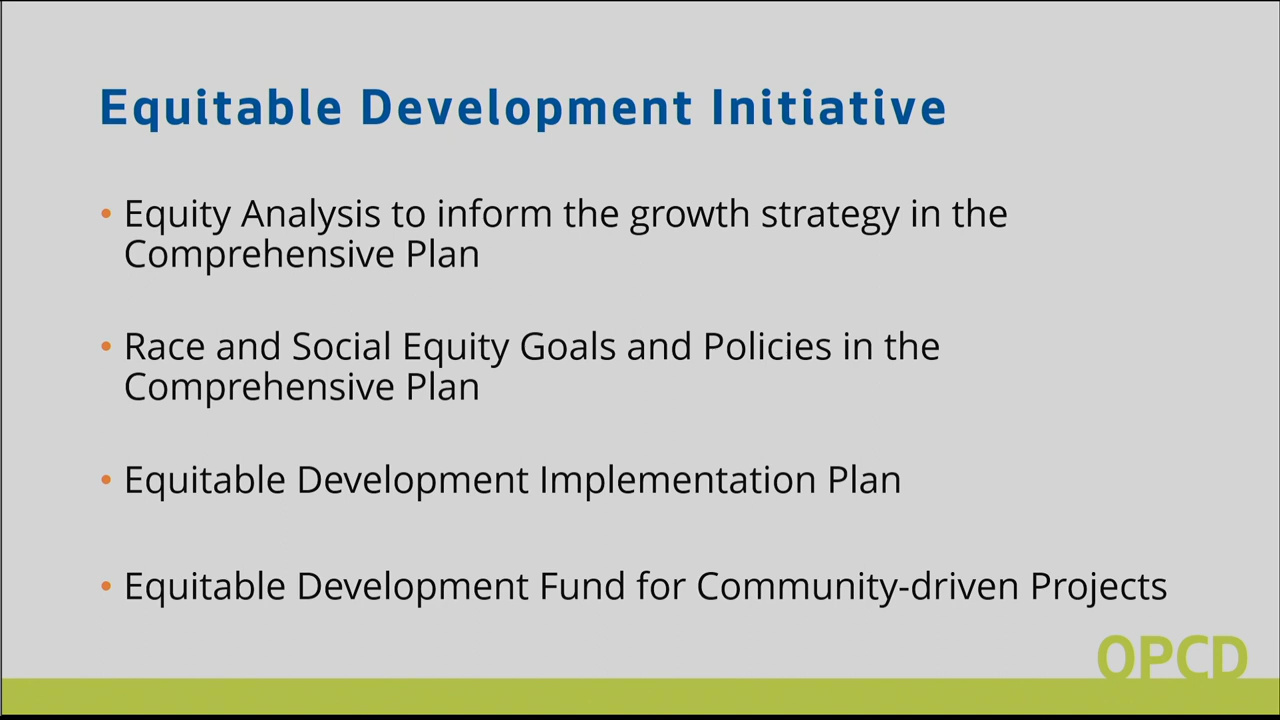 Equitable Development Initiative
• Equity Analysis to inform the growth strategy in the
Comprehensive Plan
• Race and Social Equity Goals and Policies in the
Comprehensive Plan
• Equitable Development Implementation Plan
• Equitable Development Fund for Community-driven Projects
OPCD